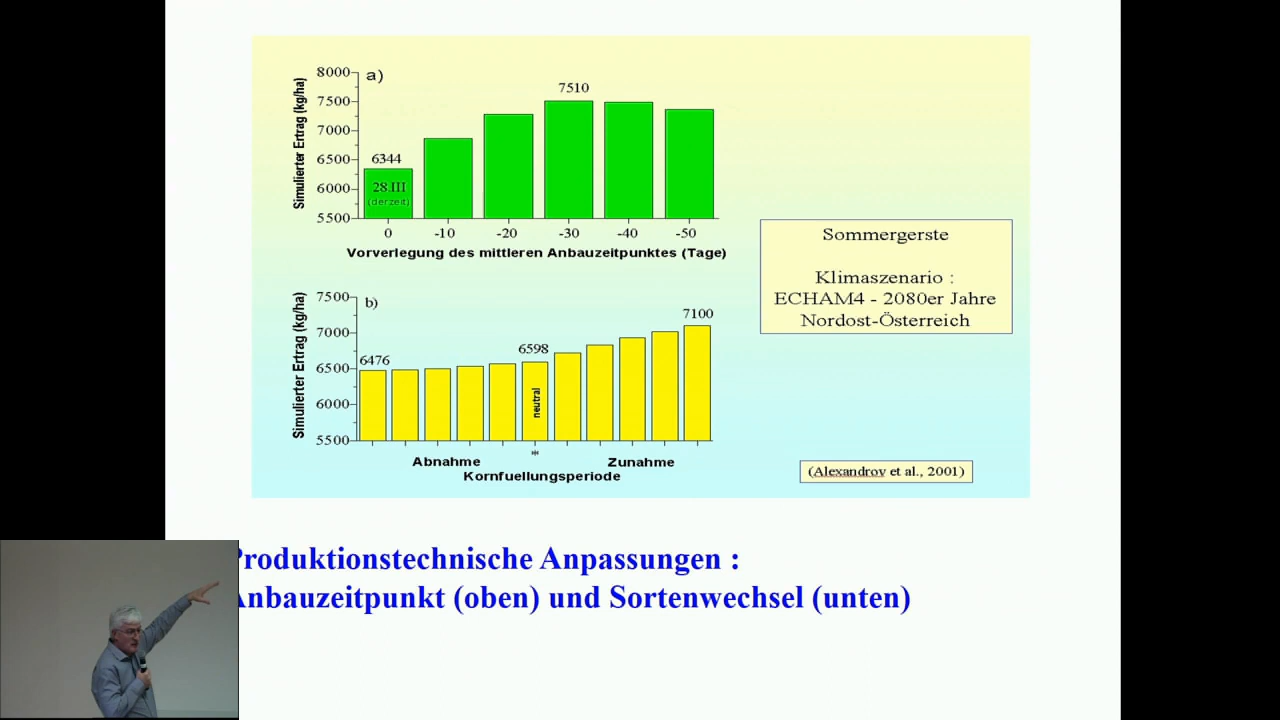 a)
Simulierter Ertrag (kg/ha)
8000
7500
7000
6500
6000
5500
6344
28.III
(derzeit)
7510
0 -10 -20 -30 -40 -50
Vorverlegung des mittleren Anbauzeitpunktes (Tage)
b)
Simulierter Ertrag (kg/ha)
7500
7000
6500
6000
5500
6476
6598
neutral
7100
*
Abnahme Zunahme
Kornfuellungsperiode
Sommergerste
Klimaszenario :
ECHAM4 - 2080er Jahre
Nordost-Österreich
(Alexandrov et al., 2001)
Produktionstechnische Anpassungen :
Anbauzeitpunkt (oben) und Sortenwechsel (unten)